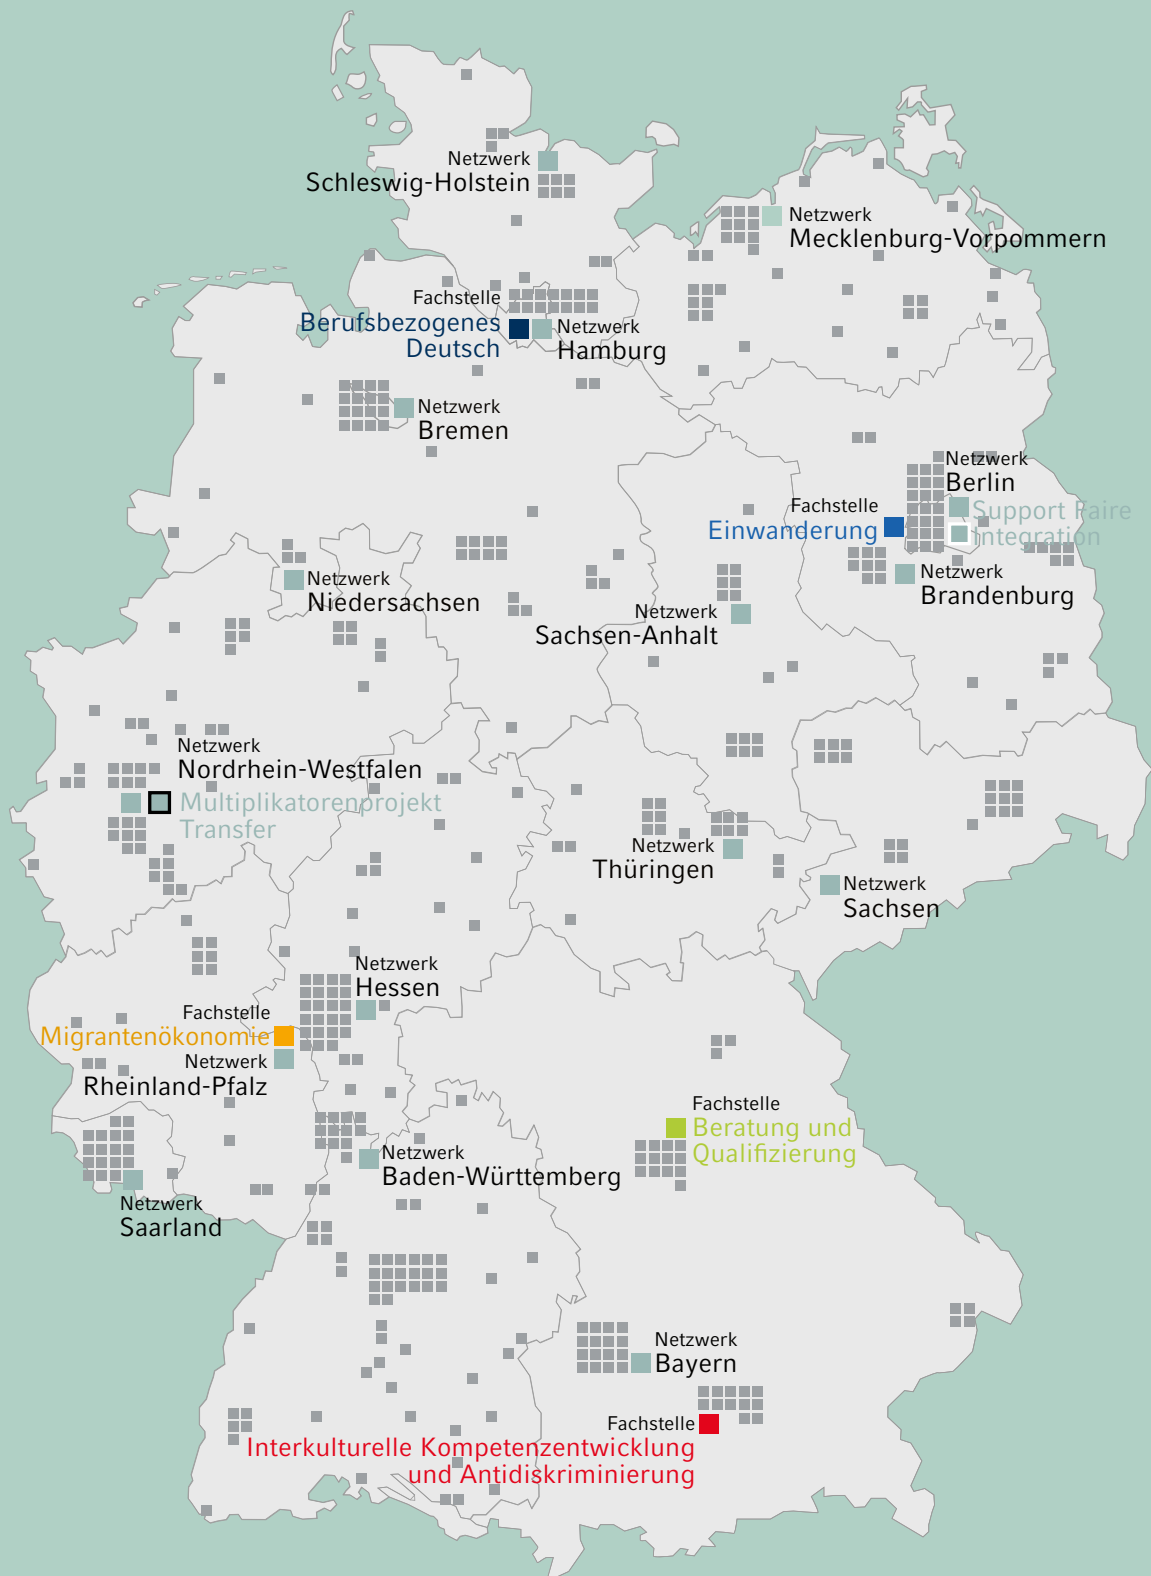 Netzwerk
Schleswig-Holstein
Netzwerk
Mecklenburg-Vorpommern
Fachstelle
Berufsbezogenes
Deutsch
Netzwerk
Hamburg
Netzwerk
Bremen
Netzwerk
Berlin
Support Faire
Integration
Fachstelle
Einwanderung
Netzwerk
Brandenburg
Netzwerk
Niedersachsen
Netzwerk
Sachsen-Anhalt
Netzwerk
Nordrhein-Westfalen
Multiplikatorenprojekt
Transfer
Netzwerk
Thüringen
Netzwerk
Sachsen
Netzwerk
Hessen
Fachstelle
Migrantenökonomie
Netzwerk
Rheinland-Pfalz
Fachstelle
Beratung und
Qualifizierung
Netzwerk
Baden-Württemberg
Netzwerk
Saarland
Netzwerk
Bayern
Fachstelle
Interkulturelle Kompetenzentwicklung
und Antidiskriminierung